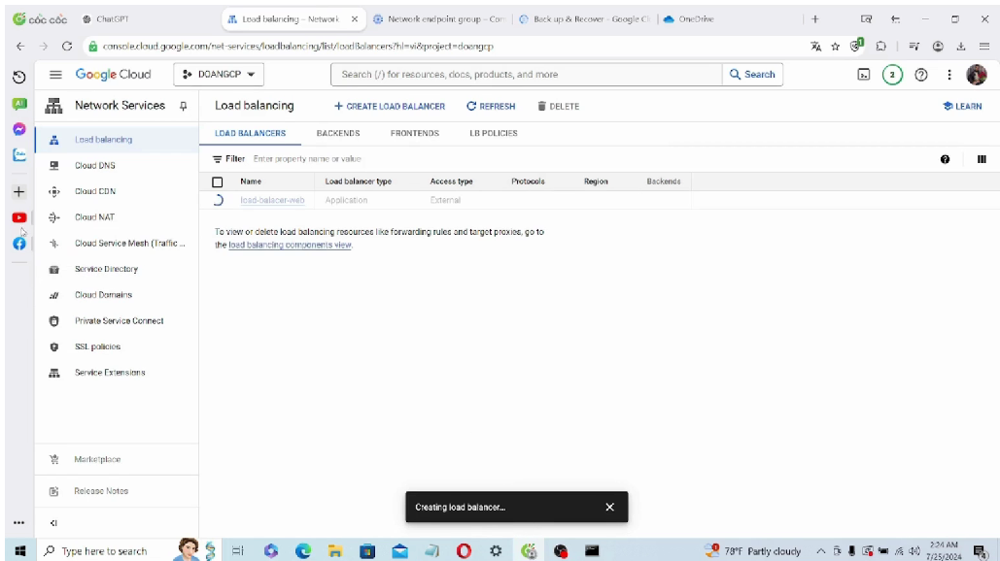 cốc cốc
ChatGPT
Load balancing – Network
Network endpoint group – Com
Back up & Recover - Google Cl
OneDrive
console.cloud.google.com/net-services/loadbalancing/list/loadBalancers?hl=vi&project=doangcp
Google Cloud
DOANGCP
Search (/) for resources, docs, products, and more
Search
2
Network Services
Load balancing
CREATE LOAD BALANCER
REFRESH
DELETE
LEARN
Load balancing
Cloud DNS
Cloud CDN
Cloud NAT
Cloud Service Mesh (Traffic ...
Service Directory
Cloud Domains
Private Service Connect
SSL policies
Service Extensions
Marketplace
Release Notes
LOAD BALANCERS
BACKENDS
FRONTENDS
LB POLICIES
Filter Enter property name or value
Name
Load balancer type
Access type
Protocols
Region
Backends
load-balacer-web
Application
External
To view or delete load balancing resources like forwarding rules and target proxies, go to
the load balancing components view.
Creating load balancer...
Type here to search
78°F Partly cloudy
2:24 AM
7/25/2024